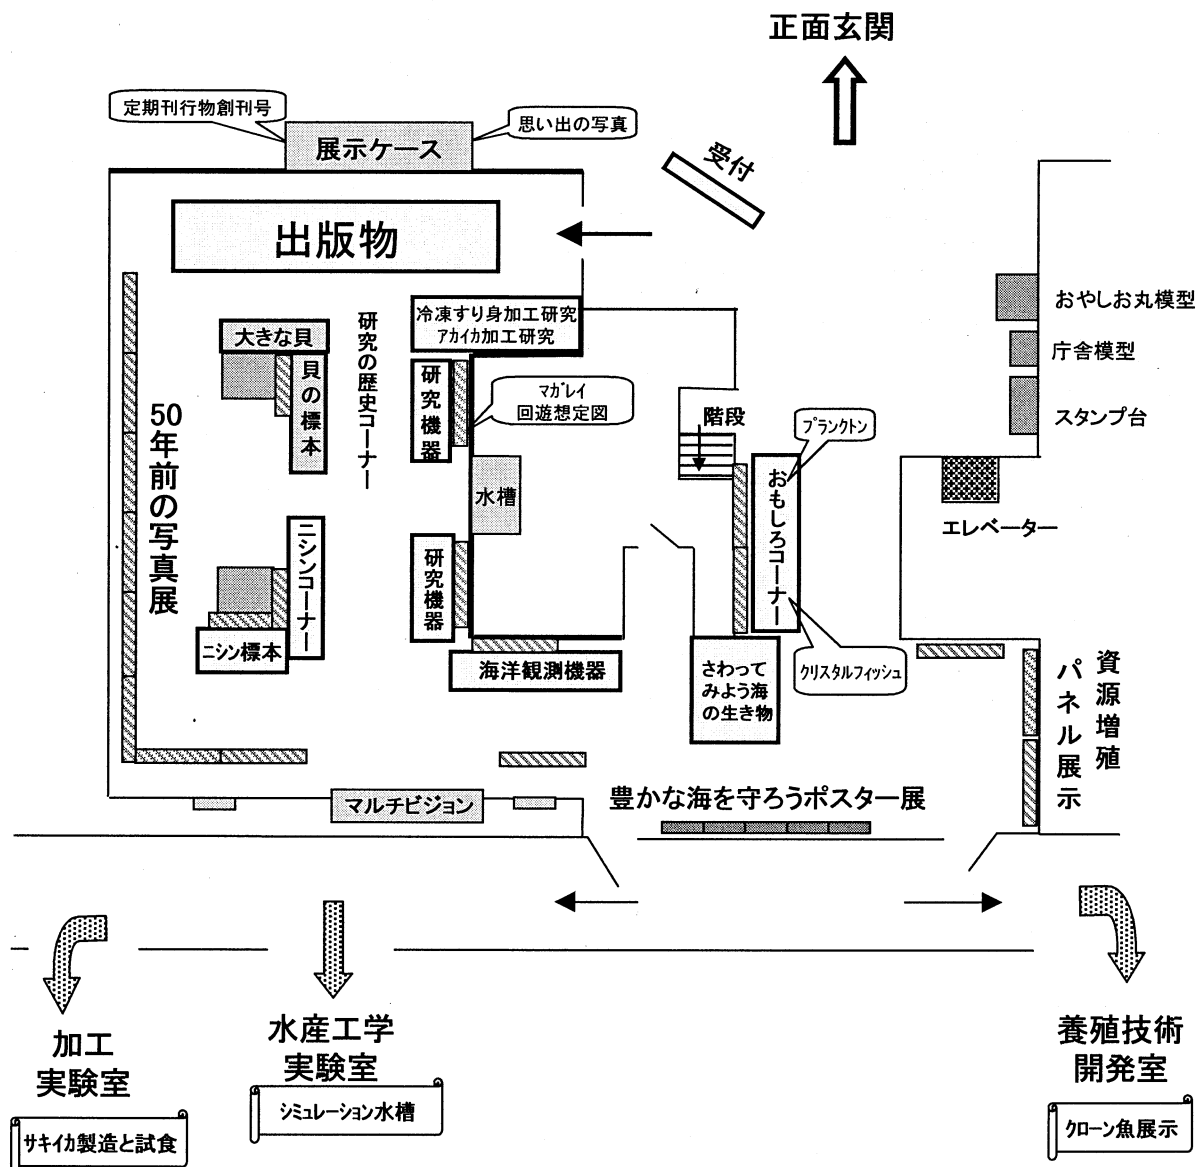 正面玄関
定期刊行物創刊号
思い出の写真
展示ケース
受付
出版物
おやしお丸模型
庁舎模型
スタンプ台
冷凍すり身加工研究
アカイカ加工研究
大きな貝
貝の標本
研究の歴史コーナー
研究機器
マガレイ
回遊想定図
階段
プランクトン
50年前の写真展
水槽
おもしろコーナー
エレベーター
ニシンコーナー
研究機器
ニシン標本
海洋観測機器
さわって
みよう海
の生き物
クリスタルフィッシュ
資源増殖
パネル展示
マルチビジョン
豊かな海を守ろうポスター展
加工
実験室
サキイカ製造と試食
水産工学
実験室
シミュレーション水槽
養殖技術
開発室
クローン魚展示